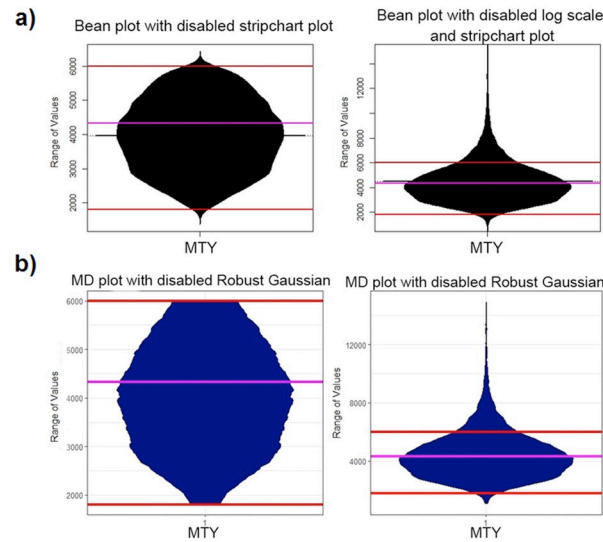 a)
Bean plot with disabled stripchart plot
Range of Values
6000
5000
4000
3000
2000
MTY
Bean plot with disabled log scale
and stripchart plot
Range of Values
12000
8000
6000
4000
2000
MTY
b)
MD plot with disabled Robust Gaussian
Range of Values
6000
5000
4000
3000
2000
1
MTY
MD plot with disabled Robust Gaussian
Range of Values
12000
8000
4000
1
MTY